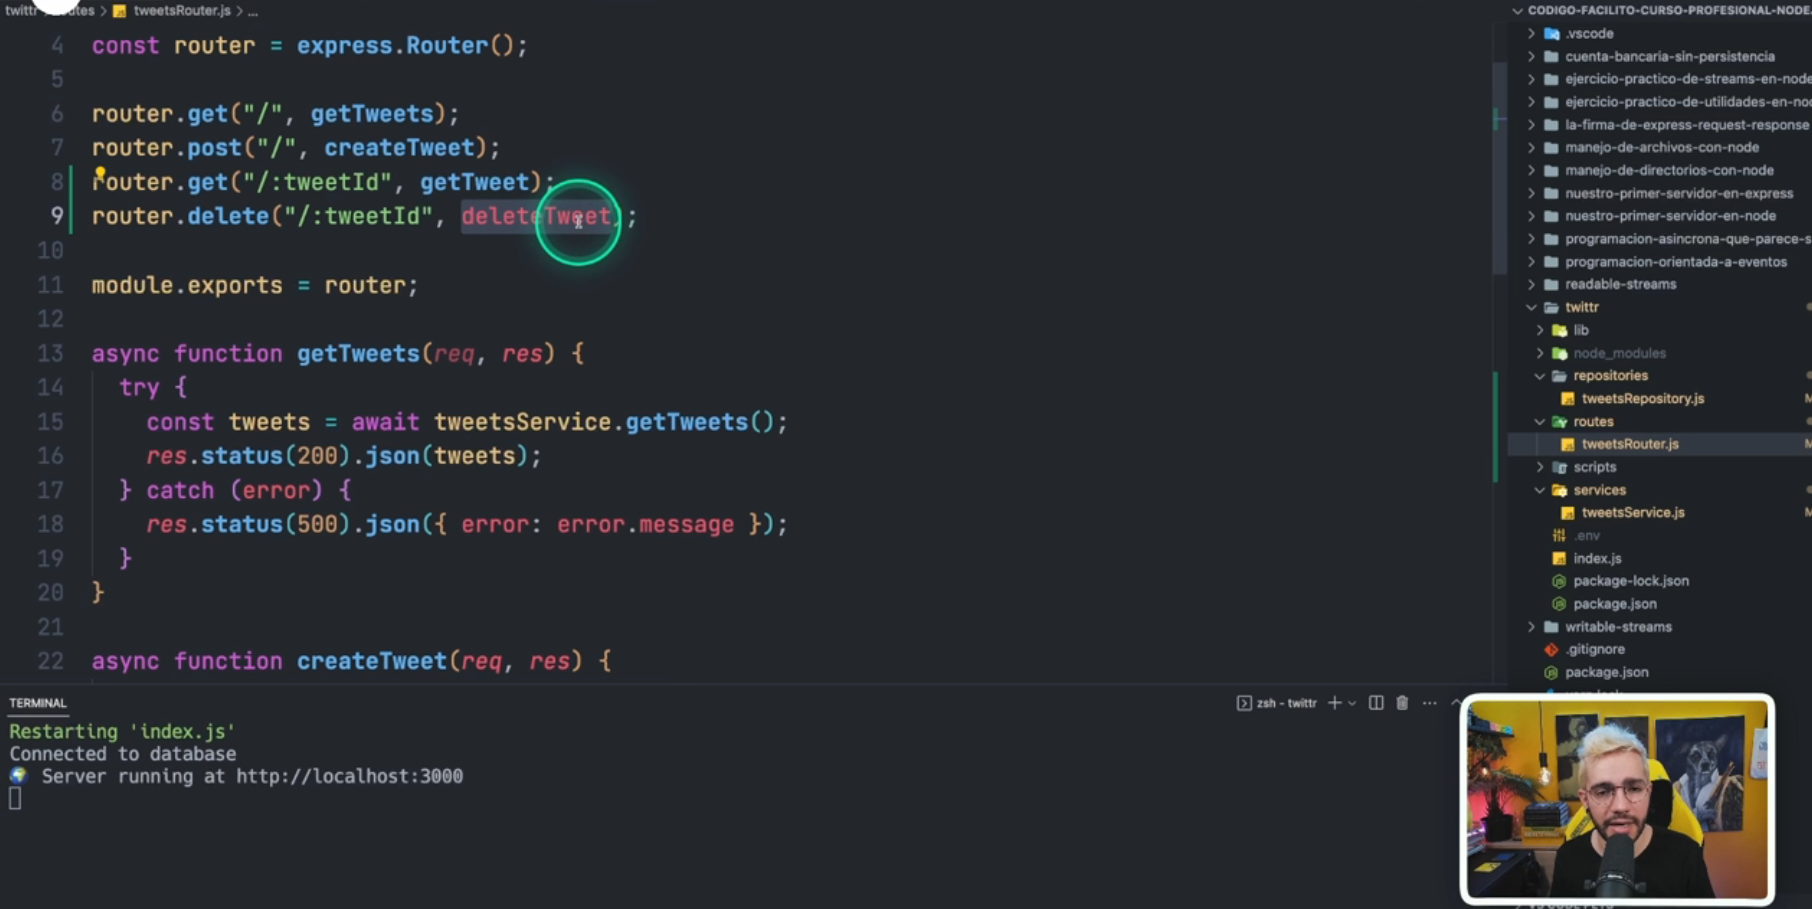 twittr > routes > tweetsRouter.js > ...
4 const router = express.Router();
5
6 router.get("/", getTweets);
7 router.post("/", createTweet);
8 router.get("/:tweetId", getTweet);
9 router.delete("/:tweetId", deleteTweet);
10
11 module.exports = router;
12
13 async function getTweets(req, res) {
14 try {
15 const tweets = await tweetsService.getTweets();
16 res.status(200).json(tweets);
17 } catch (error) {
18 res.status(500).json({ error: error.message });
19 }
20 }
21
22 async function createTweet(req, res) {
TERMINAL
zsh - twittr
Restarting 'index.js'
Connected to database
Server running at http://localhost:3000
CODIGO-FACILITO-CURSO-PROFESIONAL-NODE
.vscode
cuenta-bancaria-sin-persistencia
ejercicio-practico-de-streams-en-node
ejercicio-practico-de-utilidades-en-no
la-firma-de-express-request-response
manejo-de-archivos-con-node
manejo-de-directorios-con-node
nuestro-primer-servidor-en-express
nuestro-primer-servidor-en-node
programacion-asincrona-que-parece-s
programacion-orientada-a-eventos
readable-streams
twittr
lib
node_modules
repositories
tweetsRepository.js M
routes
tweetsRouter.js M
scripts
services
tweetsService.js M
.env
index.js
package-lock.json
package.json
writable-streams
.gitignore
package.json